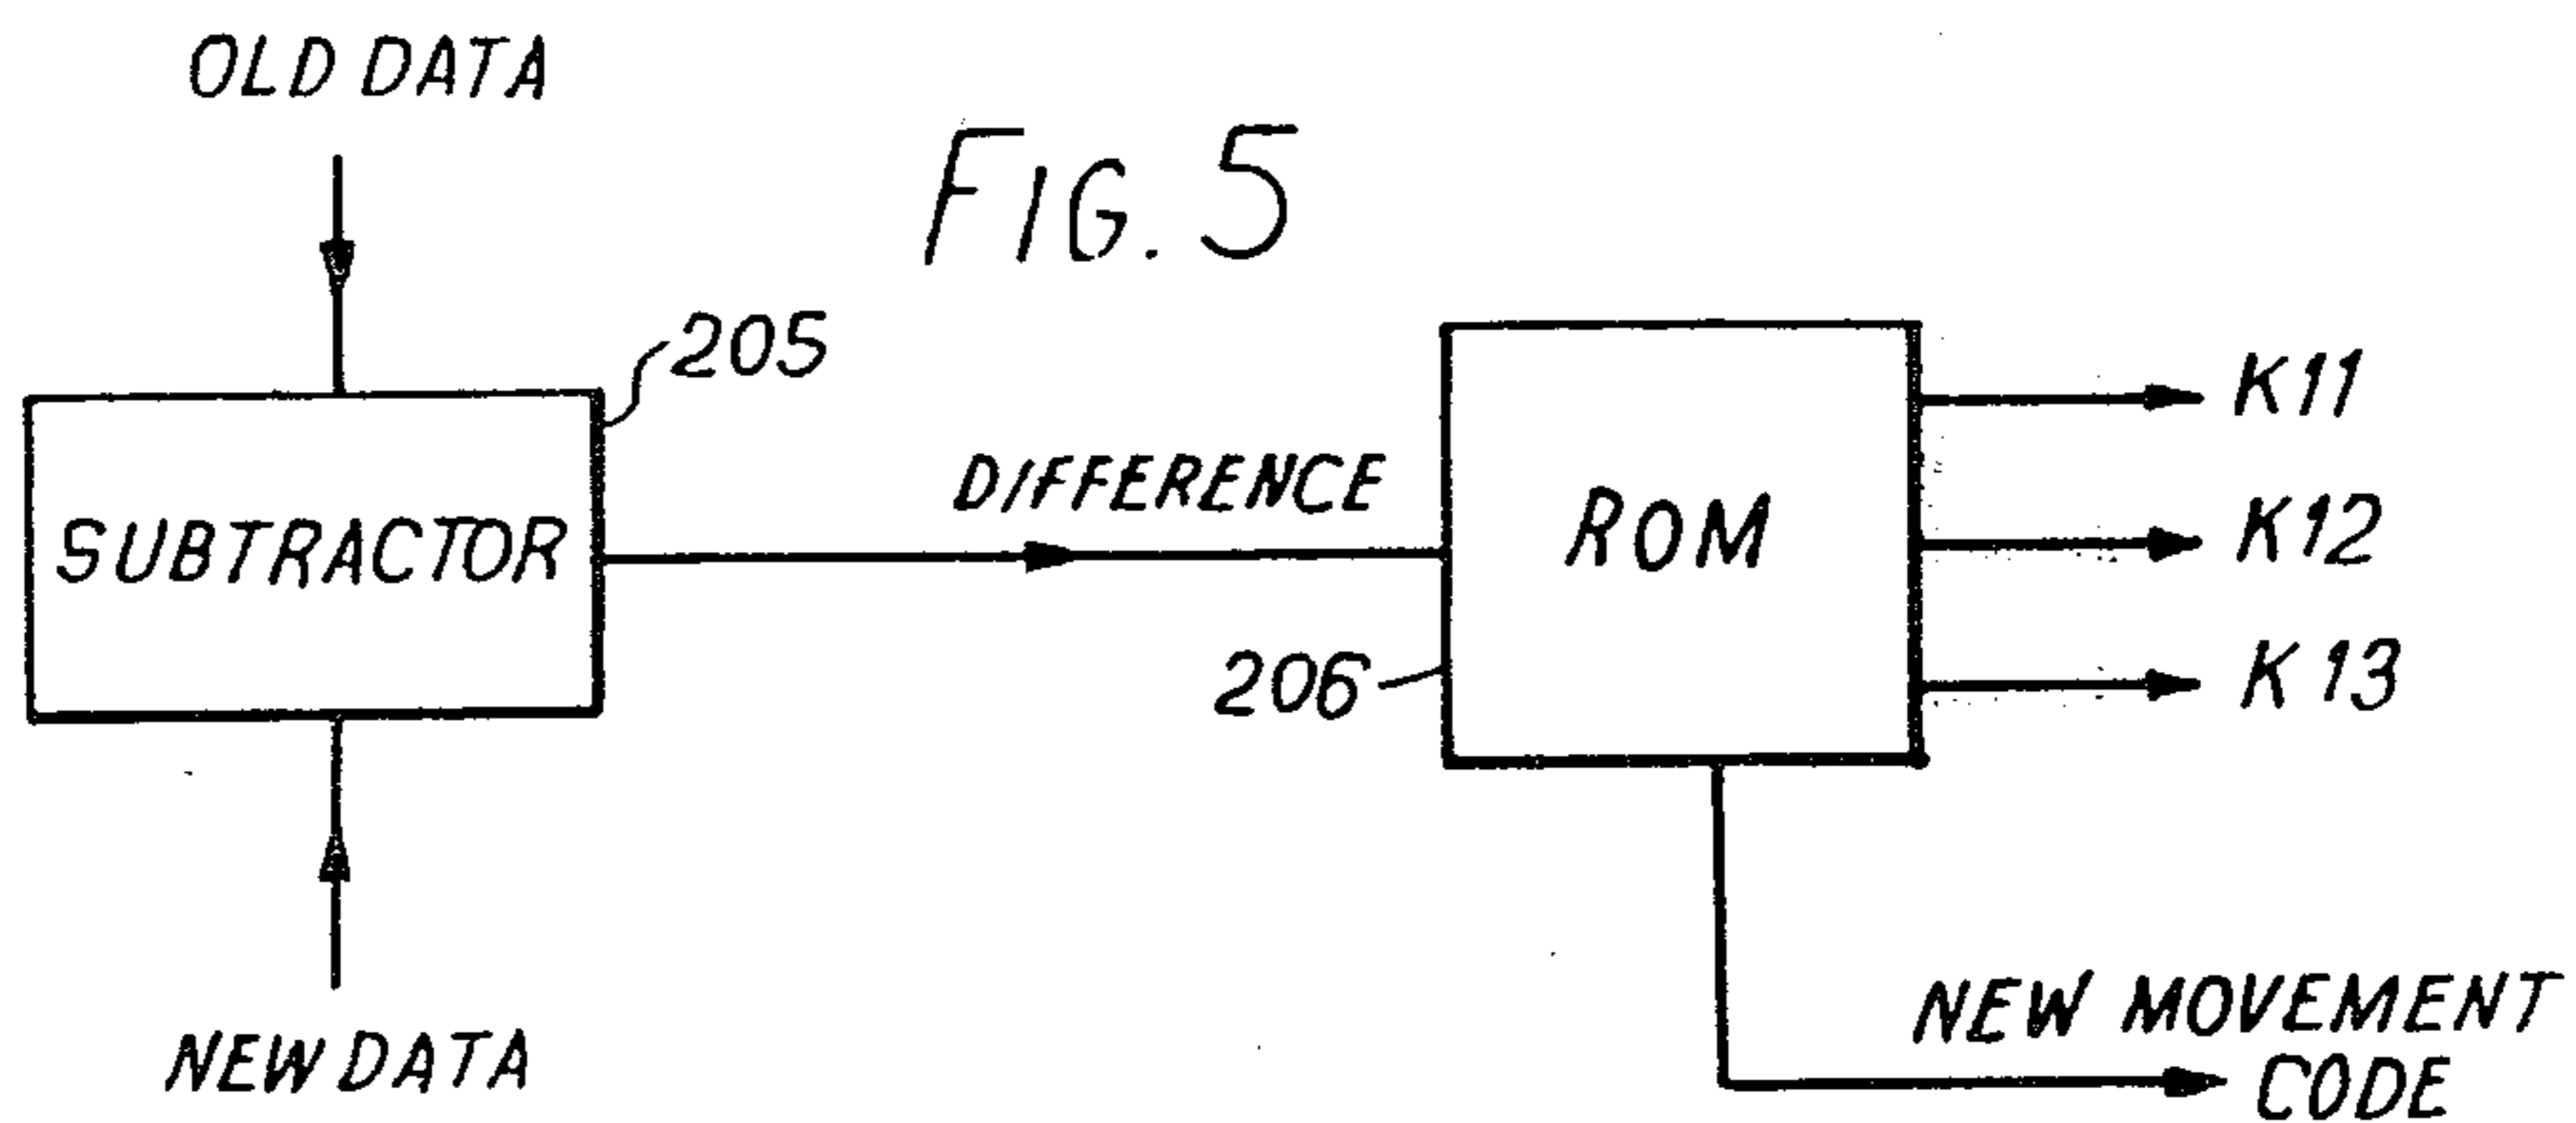 OLD DATA
FIG. 5
205
K11
DIFFERENCE
ROM
K12
SUBTRACTOR
206
K13
NEW DATA
NEW MOVEMENT
CODE